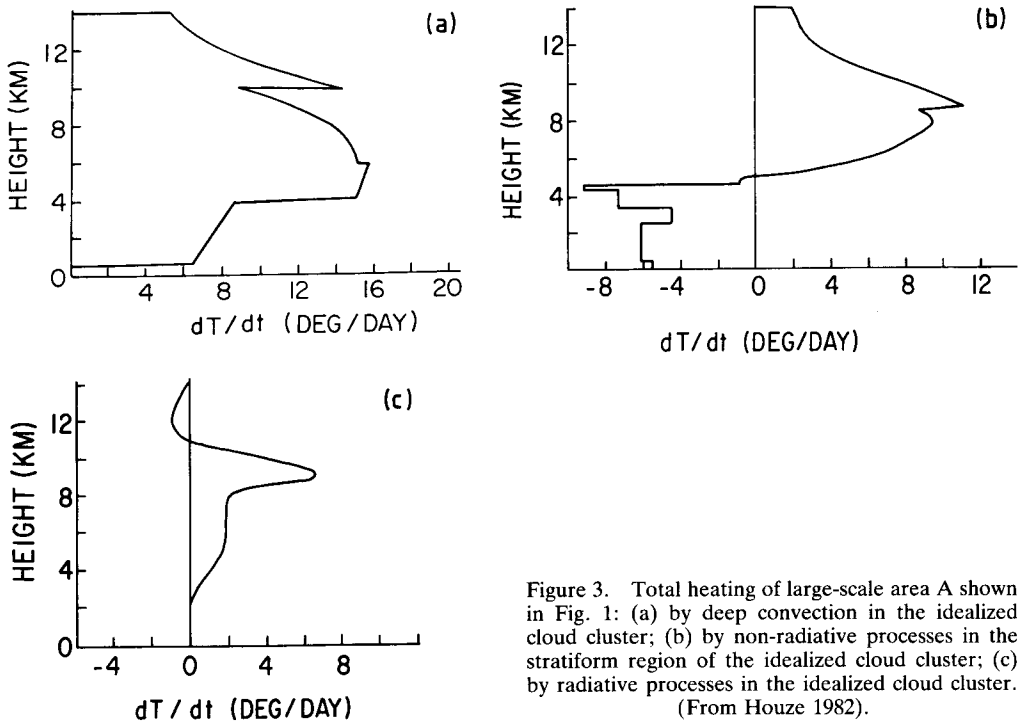 (a)
HEIGHT (KM)
12
8
4
0
4
8
12
16
20
dT/dt (DEG/DAY)
(b)
HEIGHT (KM)
12
8
4
-8
-4
0
4
8
12
dT/dt (DEG/DAY)
(c)
HEIGHT (KM)
12
8
4
0
-4
0
4
8
dT/dt (DEG/DAY)
Figure 3. Total heating of large-scale area A shown
in Fig. 1: (a) by deep convection in the idealized
cloud cluster; (b) by non-radiative processes in the
stratiform region of the idealized cloud cluster; (c)
by radiative processes in the idealized cloud cluster.
(From Houze 1982).